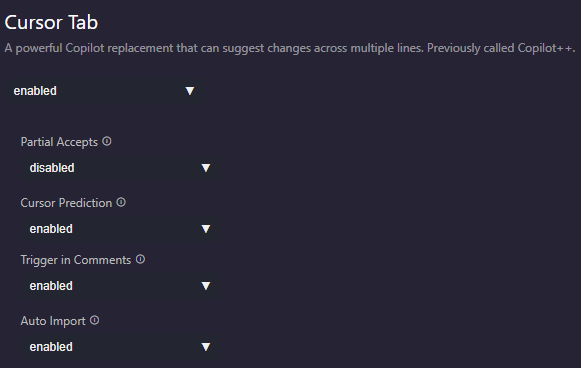 Cursor Tab
A powerful Copilot replacement that can suggest changes across multiple lines. Previously called Copilot++.
enabled
Partial Accepts
disabled
Cursor Prediction
enabled
Trigger in Comments
enabled
Auto Import
enabled